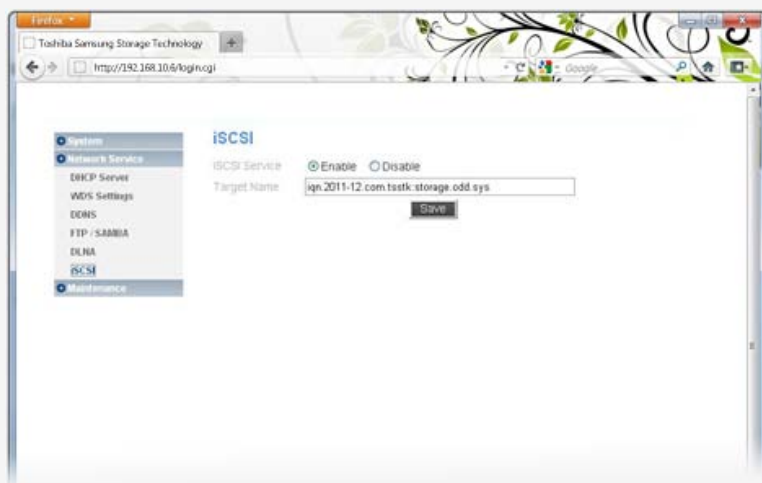 Firefox
Toshiba Samsung Storage Technology
http://192.168.10.6/login.cgi
Google
System
Network Service
DHCP Server
WDS Settings
DDNS
FTP / SAMBA
DLNA
iSCSI
Maintenance
iSCSI
iSCSI Service
Enable
Disable
Target Name
iqn.2011-12.com.tsstk:storage.odd.sys
Save